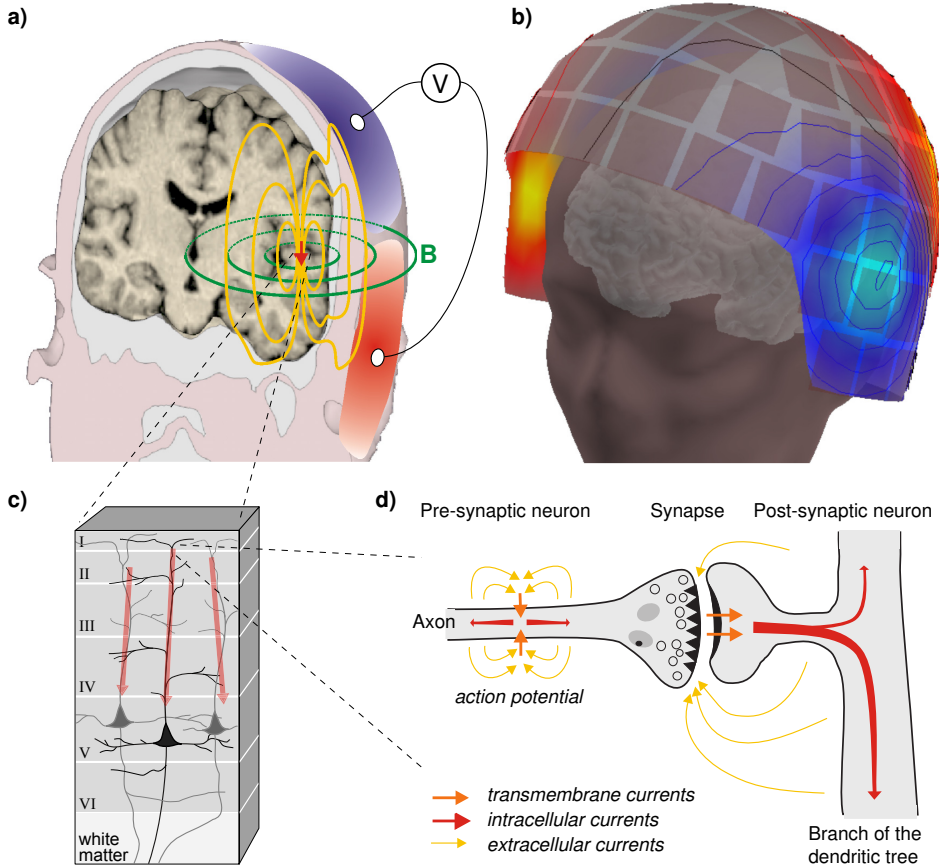 a)
V
B
b)
c)
I
II
III
IV
V
VI
white
matter
d)
Pre-synaptic neuron
Synapse
Post-synaptic neuron
Axon
action potential
transmembrane currents
intracellular currents
extracellular currents
Branch of the
dendritic tree